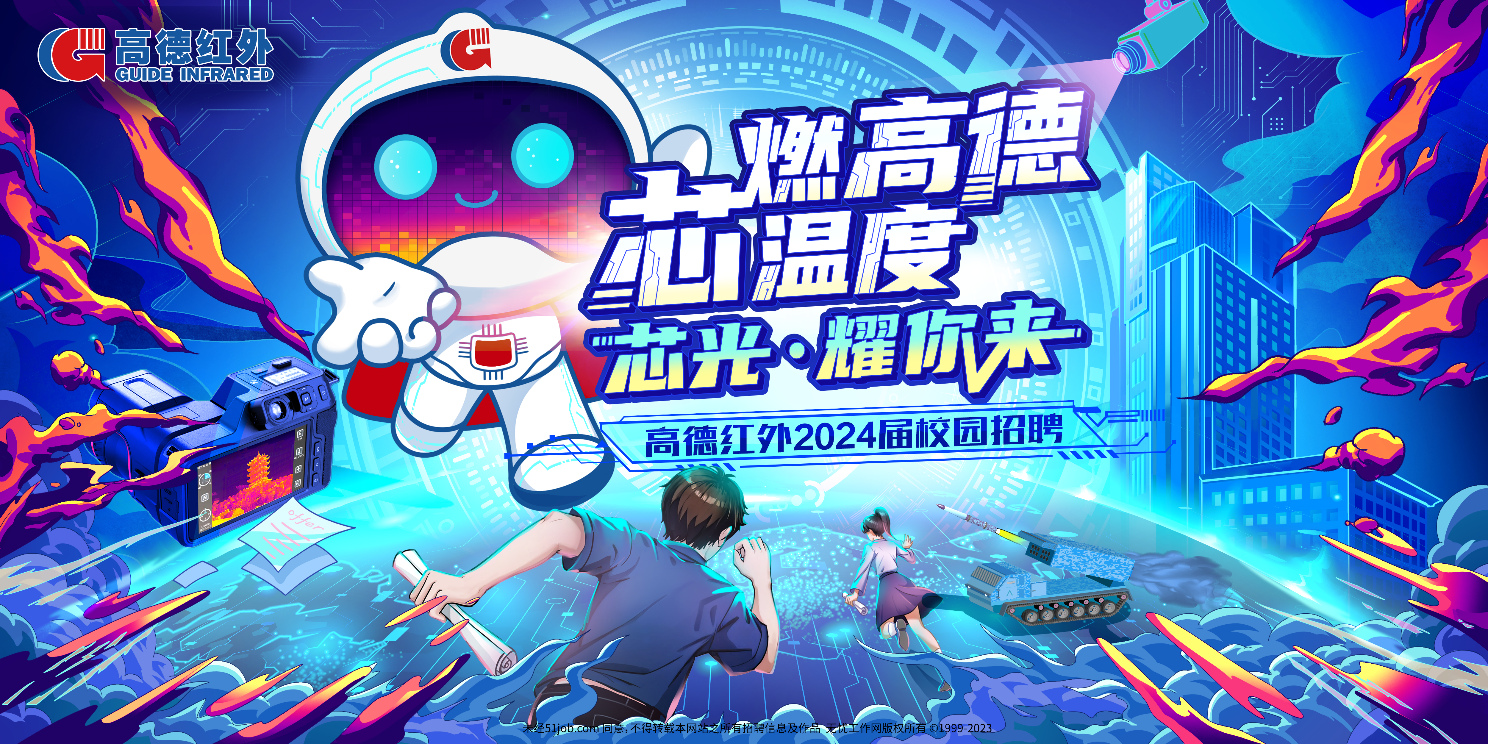 高德红外
GUIDE INFRARED
燃高德
芯温度
芯光·耀你来
高德红外2024届校园招聘
offer
未经51job.com 同意,不得转载本网站之所有招聘信息及作品 无忧工作网版权所有 ©1999 2023